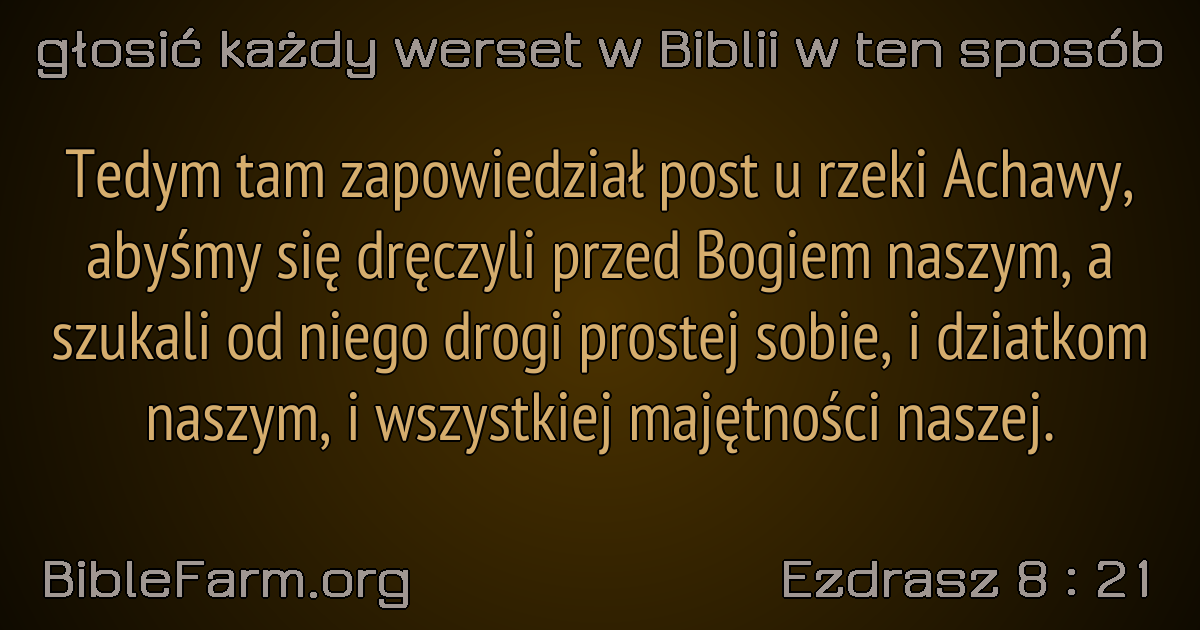 głosić każdy werset w Biblii w ten sposób
Tedym tam zapowiedział post u rzeki Achawy,
abyśmy się dręczyli przed Bogiem naszym, a
szukali od niego drogi prostej sobie, i dziatkom
naszym, i wszystkiej majętności naszej.
BibleFarm.org
Ezdrasz 8 : 21